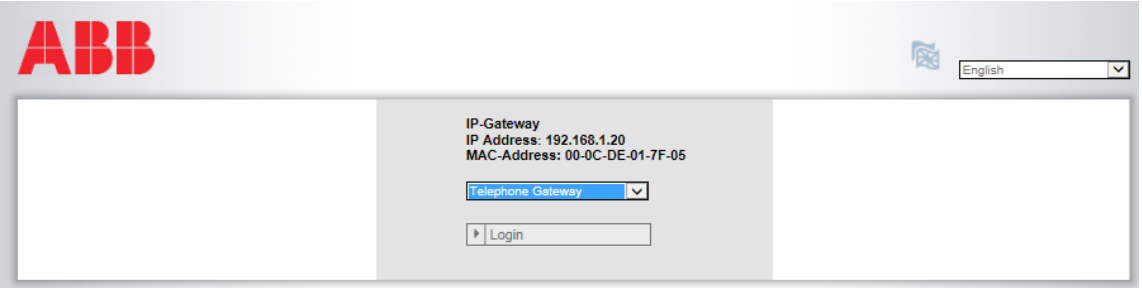 ABB
English
IP-Gateway
IP Address: 192.168.1.20
MAC-Address: 00-0C-DE-01-7F-05
Telephone Gateway
Login